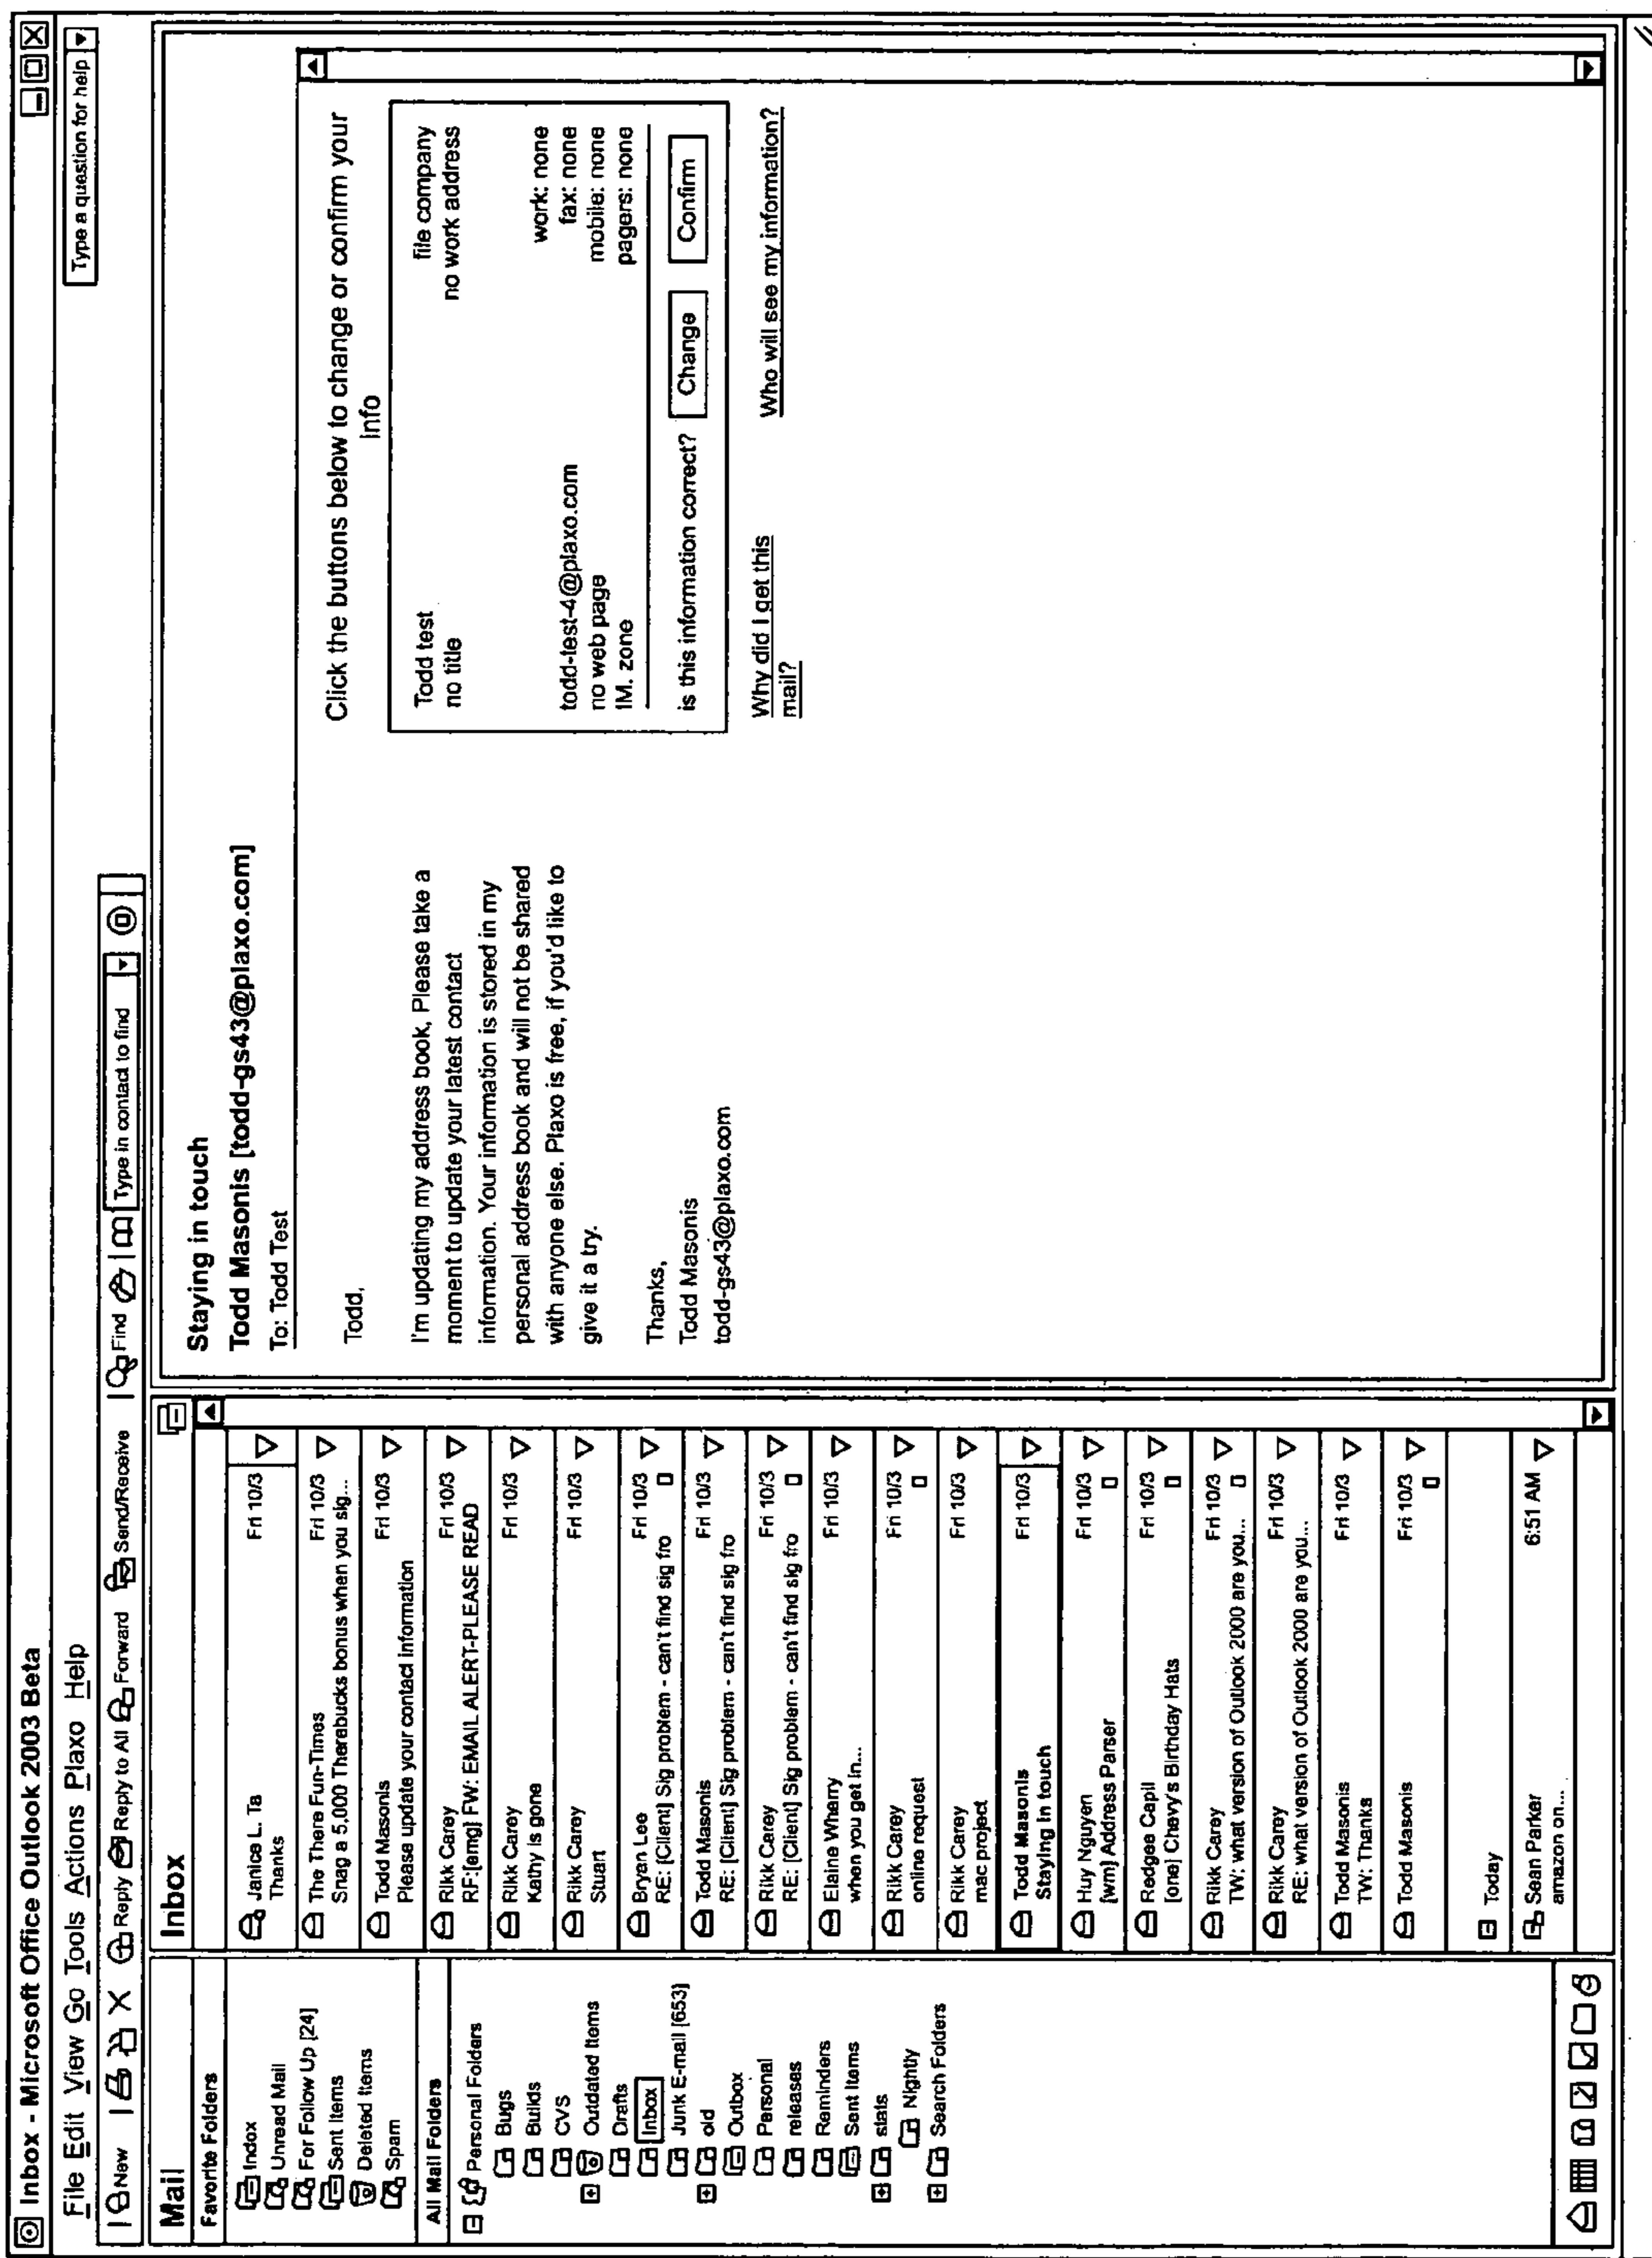 Inbox - Microsoft Office Outlook 2003 Beta
File Edit View Go Tools Actions Plaxo Help
Type a question for help
New Reply Reply to All Forward Send/Receive Find Type in contact to find
Mail
Favorite Folders
Indox
Unread Mail
For Follow Up [24]
Sent Items
Deleted Items
Spam
All Mail Folders
Personal Folders
Bugs
Builds
CVS
Outdated Items
Drafts
Inbox
Junk E-mail [653]
old
Outbox
Personal
releases
Reminders
Sent Items
stats
Nightly
Search Folders
Inbox
Janica L. Ta Fri 10/3
Thanks
The There Fun-Times Fri 10/3
Snag a 5,000 Therabucks bonus when you sig...
Todd Masonis Fri 10/3
Please update your contact information
Rikk Carey Fri 10/3
RF:[emg] FW: EMAIL ALERT-PLEASE READ
Rikk Carey Fri 10/3
Kathy is gone
Rikk Carey Fri 10/3
Stuart
Bryan Lee Fri 10/3
RE: [Client] Sig problem - can't find sig fro
Todd Masonis Fri 10/3
RE: [Client] Sig problem - can't find sig fro
Rikk Carey Fri 10/3
RE: [Client] Sig problem - can't find sig fro
Elaine Wherry Fri 10/3
when you get in...
Rikk Carey Fri 10/3
online request
Rikk Carey Fri 10/3
mac project
Todd Masonis Fri 10/3
Staying in touch
Huy Nguyen Fri 10/3
[wm] Address Parser
Redgee Capil Fri 10/3
[one] Chavy's Birthday Hats
Rikk Carey Fri 10/3
TW: what version of Outlook 2000 are you...
Rikk Carey Fri 10/3
RE: what version of Outlook 2000 are you...
Todd Masonis Fri 10/3
TW: Thanks
Todd Masonis Fri 10/3
Today
Sean Parker 6:51 AM
amazon on...
Staying in touch
Todd Masonis [todd-gs43@plaxo.com]
To: Todd Test
Todd,
I'm updating my address book, Please take a
moment to update your latest contact
information. Your information is stored in my
personal address book and will not be shared
with anyone else. Plaxo is free, if you'd like to
give it a try.
Thanks,
Todd Masonis
todd-gs43@plaxo.com
Click the buttons below to change or confirm your
Info
Todd test file company
no title no work address
work: none
todd-test-4@plaxo.com fax: none
no web page mobile: none
IM. zone pagers: none
is this information correct? Change Confirm
Why did I get this Who will see my information?
mail?